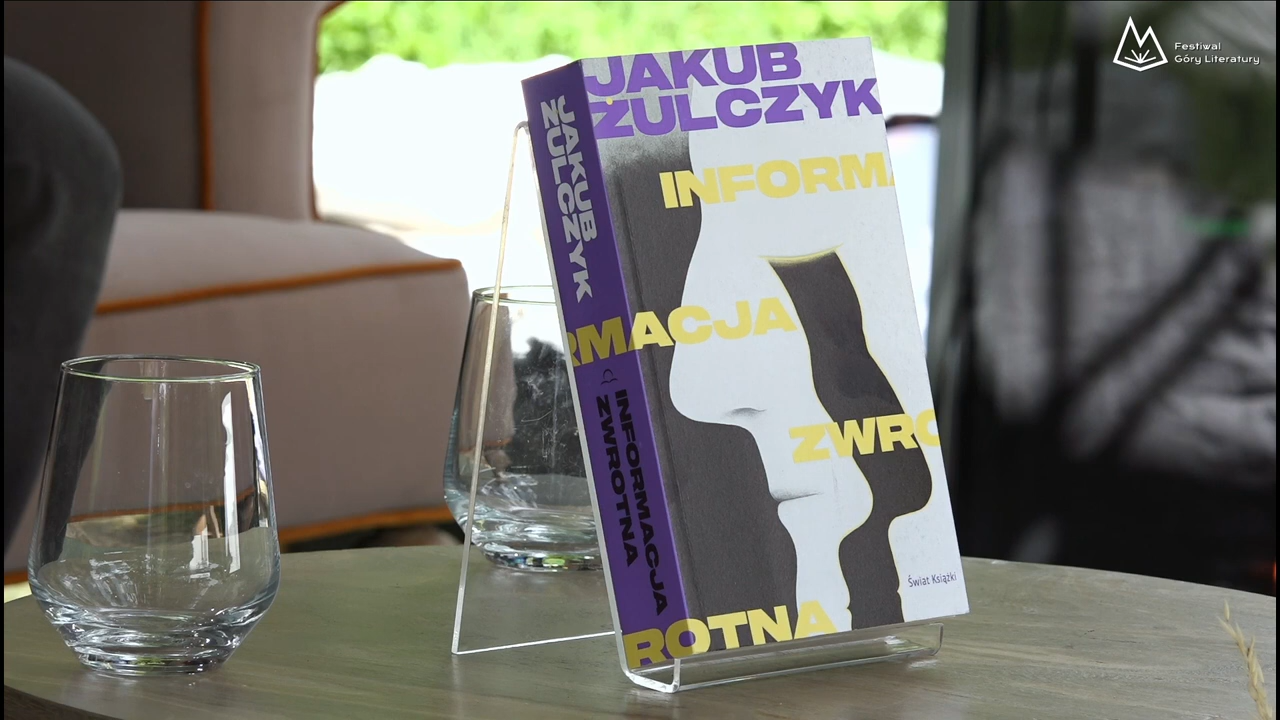 Festiwal
Góry Literatury
JAKUB
ŻULCZYK
INFORMA
RMACJA
ZWRO
ROTNA
Świat Książki
JAKUB
ŻULCZYK
INFORMACJA
ZWROTNA